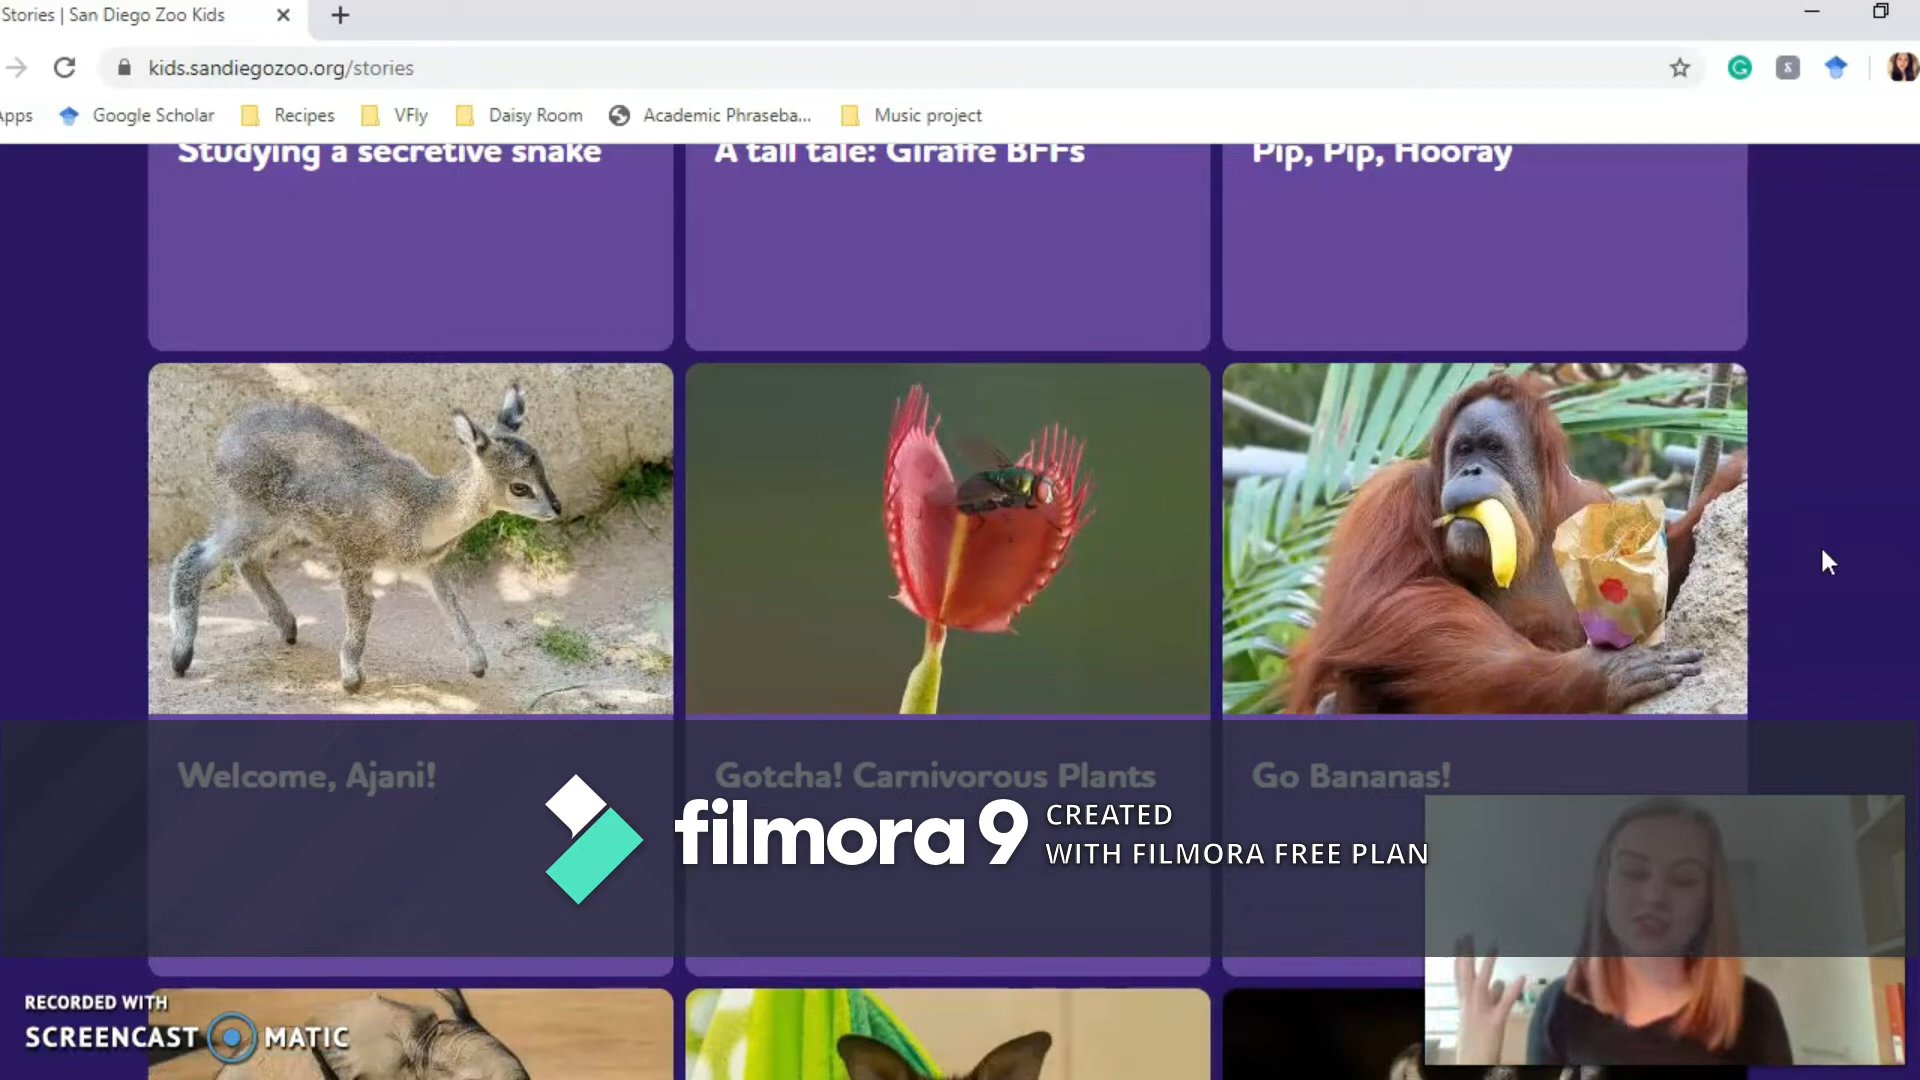 Stories | San Diego Zoo Kids
kids.sandiegozoo.org/stories
Apps
Google Scholar
Recipes
VFly
Daisy Room
Academic Phraseba...
Music project
Studying a secretive snake
A tall tale: Giraffe BFFs
Pip, Pip, Hooray
Welcome, Ajani!
Gotcha! Carnivorous Plants
Go Bananas!
filmora9
CREATED
WITH FILMORA FREE PLAN
RECORDED WITH
SCREENCAST MATIC